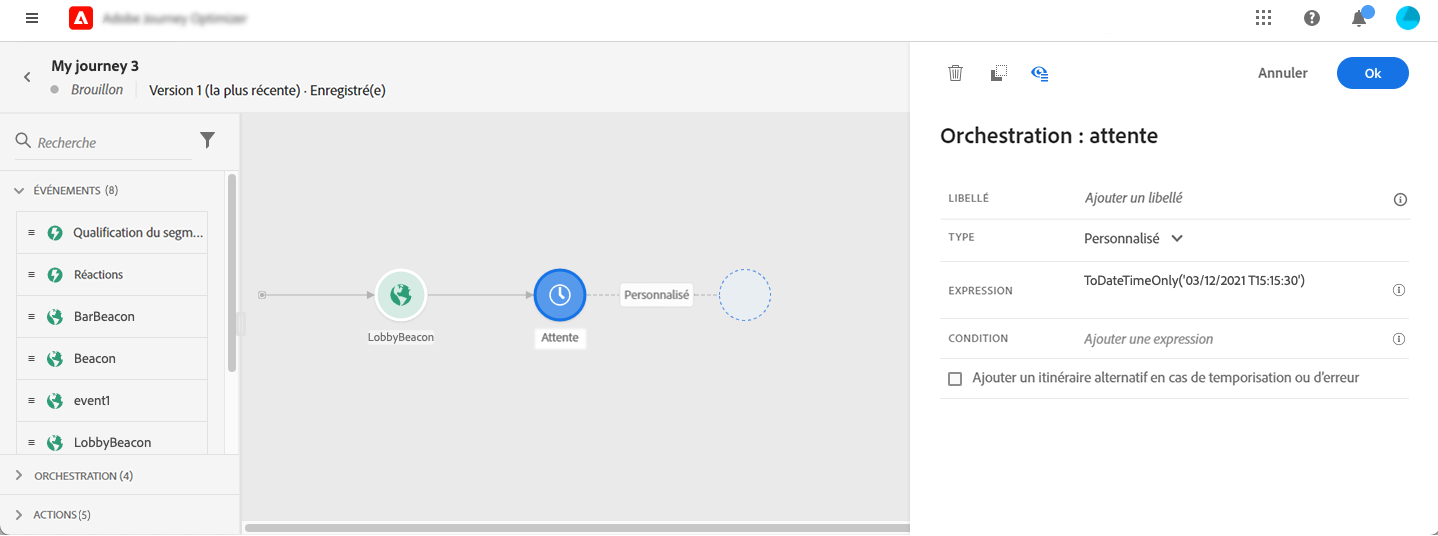 Adobe Journey Optimizer
My journey 3
Brouillon
Version 1 (la plus récente) · Enregistré(e)
Annuler
Ok
Recherche
ÉVÉNEMENTS (8)
Qualification du segm...
Réactions
BarBeacon
Beacon
event1
LobbyBeacon
ORCHESTRATION (4)
ACTIONS(5)
LobbyBeacon
Attente
Personnalisé
Orchestration : attente
LIBELLÉ
Ajouter un libellé
TYPE
Personnalisé
EXPRESSION
ToDateTimeOnly('03/12/2021 T15:15:30')
CONDITION
Ajouter une expression
Ajouter un itinéraire alternatif en cas de temporisation ou d'erreur